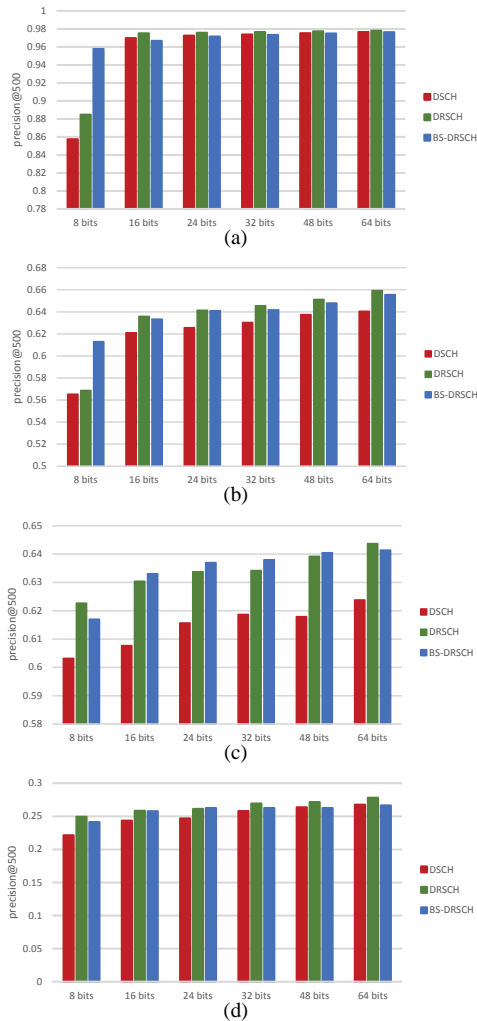 1
0.98
0.96
0.94
0.92
0.9
0.88
0.86
0.84
0.82
0.8
0.78
precision@500
8 bits 16 bits 24 bits 32 bits 48 bits 64 bits
DSCH
DRSCH
BS-DRSCH
(a)
0.68
0.66
0.64
0.62
0.6
0.58
0.56
0.54
0.52
0.5
precision@500
8 bits 16 bits 24 bits 32 bits 48 bits 64 bits
DSCH
DRSCH
BS-DRSCH
(b)
0.65
0.64
0.63
0.62
0.61
0.6
0.59
0.58
precision@500
8 bits 16 bits 24 bits 32 bits 48 bits 64 bits
DSCH
DRSCH
BS-DRSCH
(c)
0.3
0.25
0.2
0.15
0.1
0.05
0
precision@500
8 bits 16 bits 24 bits 32 bits 48 bits 64 bits
DSCH
DRSCH
BS-DRSCH
(d)